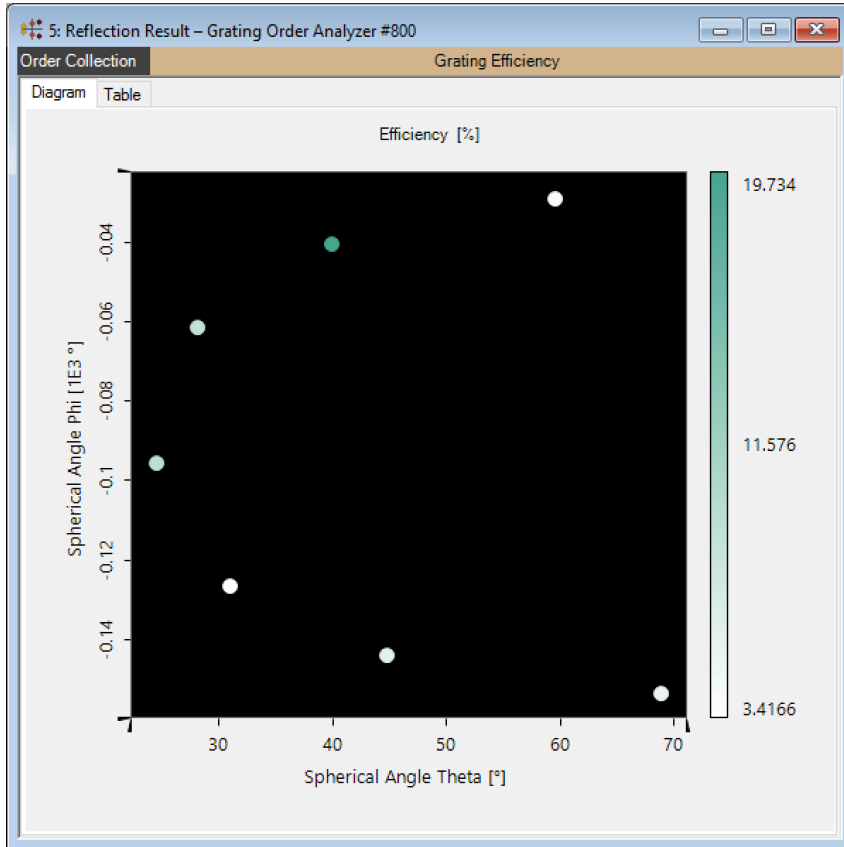 5: Reflection Result – Grating Order Analyzer #800
Order Collection Grating Efficiency
Diagram Table
Efficiency [%]
19.734
11.576
3.4166
Spherical Angle Phi [1E3 °]
-0.04
-0.06
-0.08
-0.1
-0.12
-0.14
30 40 50 60 70
Spherical Angle Theta [°]